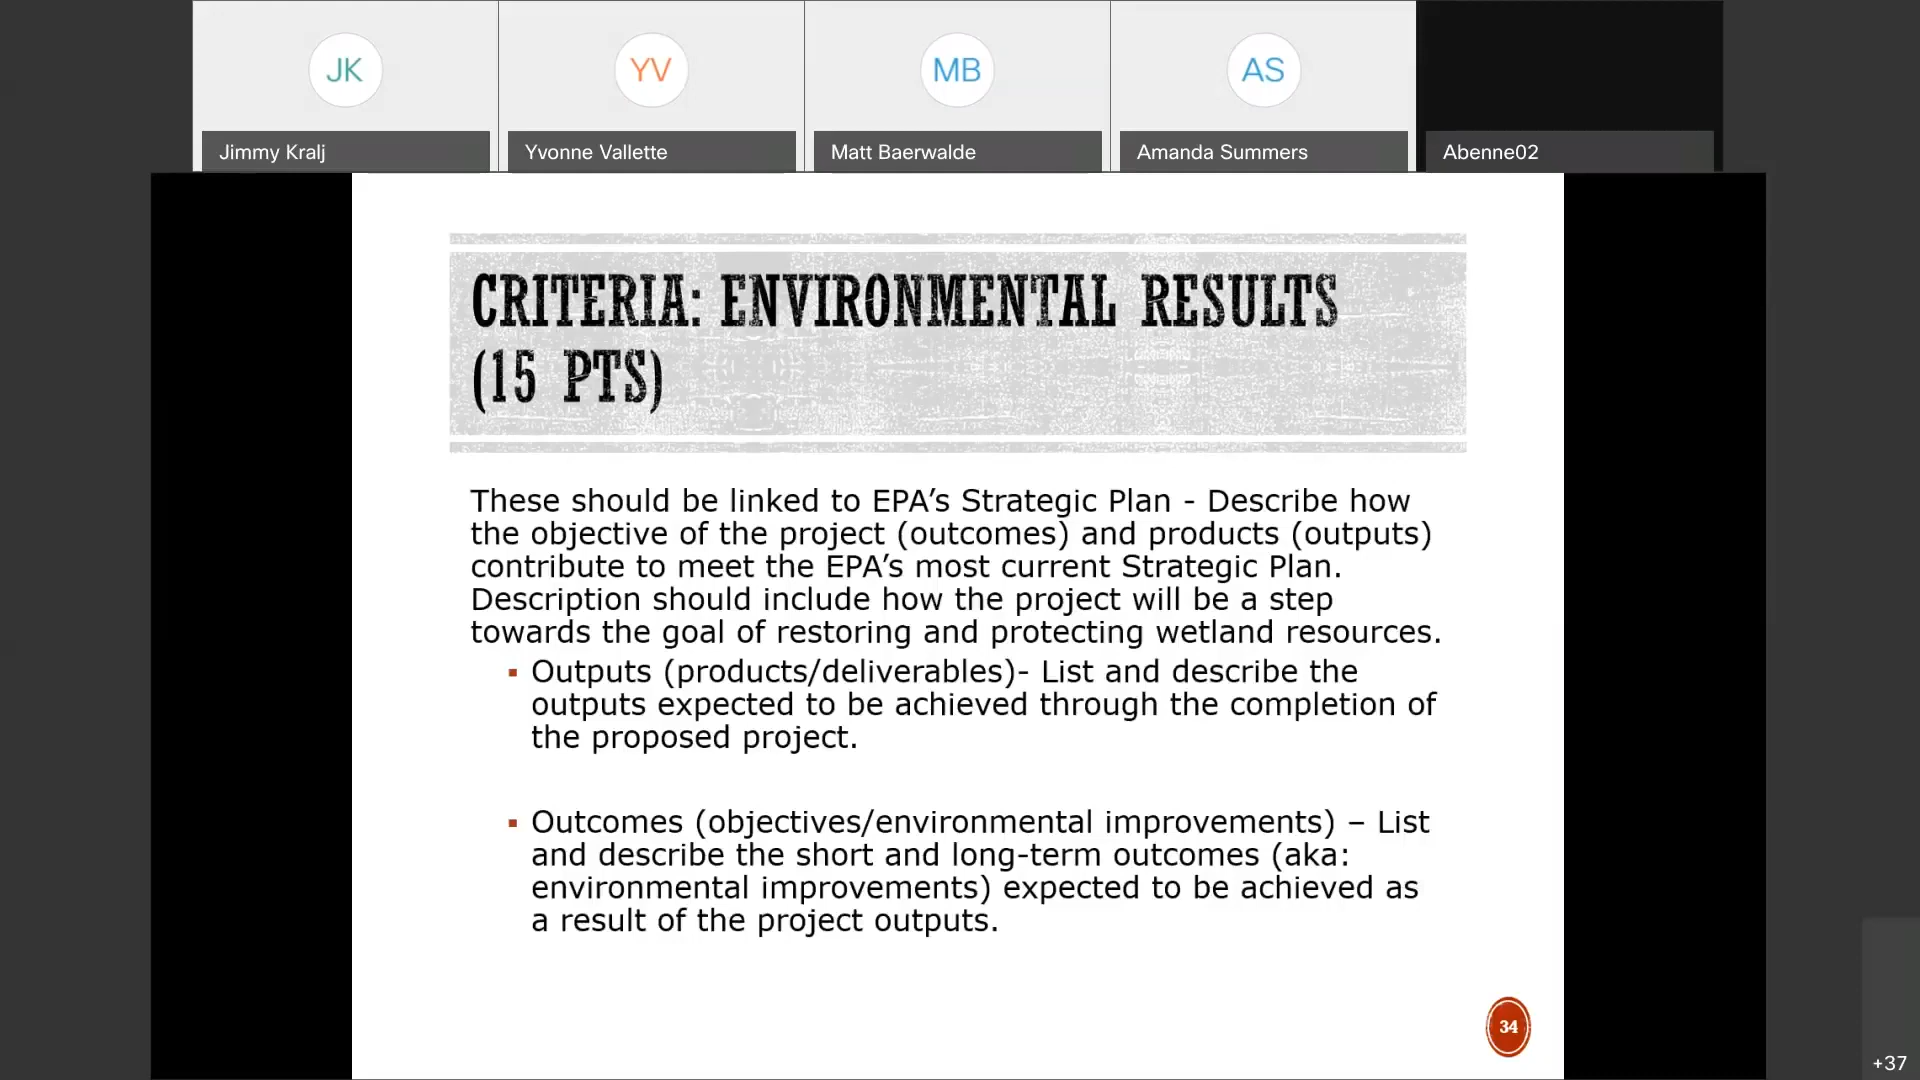 JK
YV
MB
AS
Jimmy Kralj
Yvonne Vallette
Matt Baerwalde
Amanda Summers
Abenne02
CRITERIA: ENVIRONMENTAL RESULTS
(15 PTS)
These should be linked to EPA’s Strategic Plan - Describe how
the objective of the project (outcomes) and products (outputs)
contribute to meet the EPA’s most current Strategic Plan.
Description should include how the project will be a step
towards the goal of restoring and protecting wetland resources.
▪ Outputs (products/deliverables)- List and describe the
outputs expected to be achieved through the completion of
the proposed project.
▪ Outcomes (objectives/environmental improvements) – List
and describe the short and long-term outcomes (aka:
environmental improvements) expected to be achieved as
a result of the project outputs.
34
+37